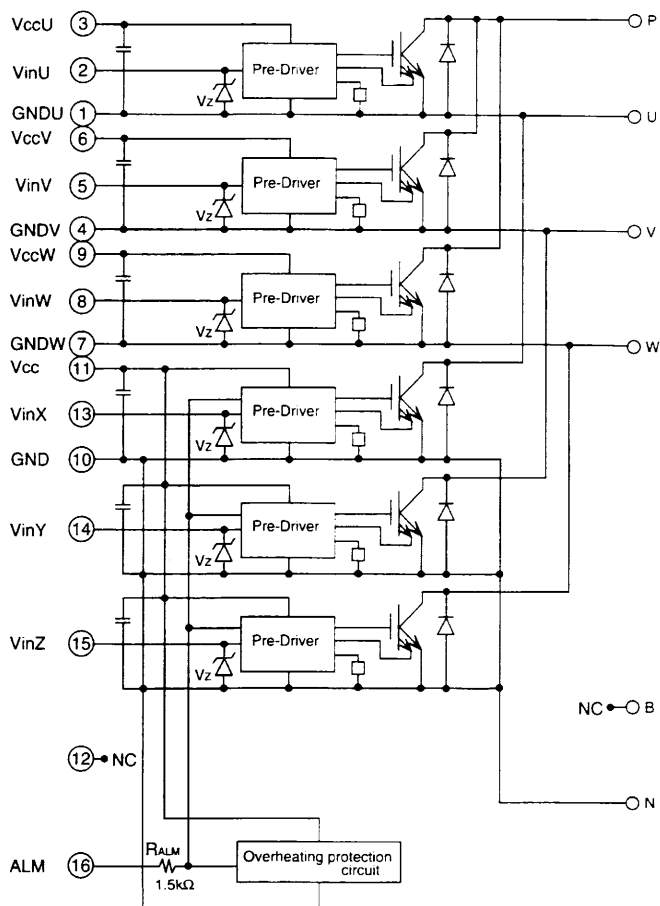 VccU 3 P
VinU 2 Pre-Driver
Vz
GNDU 1 U
VccV 6
VinV 5 Pre-Driver
Vz
GNDV 4 V
VccW 9
VinW 8 Pre-Driver
Vz
GNDW 7 W
Vcc 11
VinX 13 Pre-Driver
Vz
GND 10
VinY 14 Pre-Driver
Vz
VinZ 15 Pre-Driver
Vz
NC B
12 NC
N
ALM 16 RALM Overheating protection
circuit
1.5kΩ